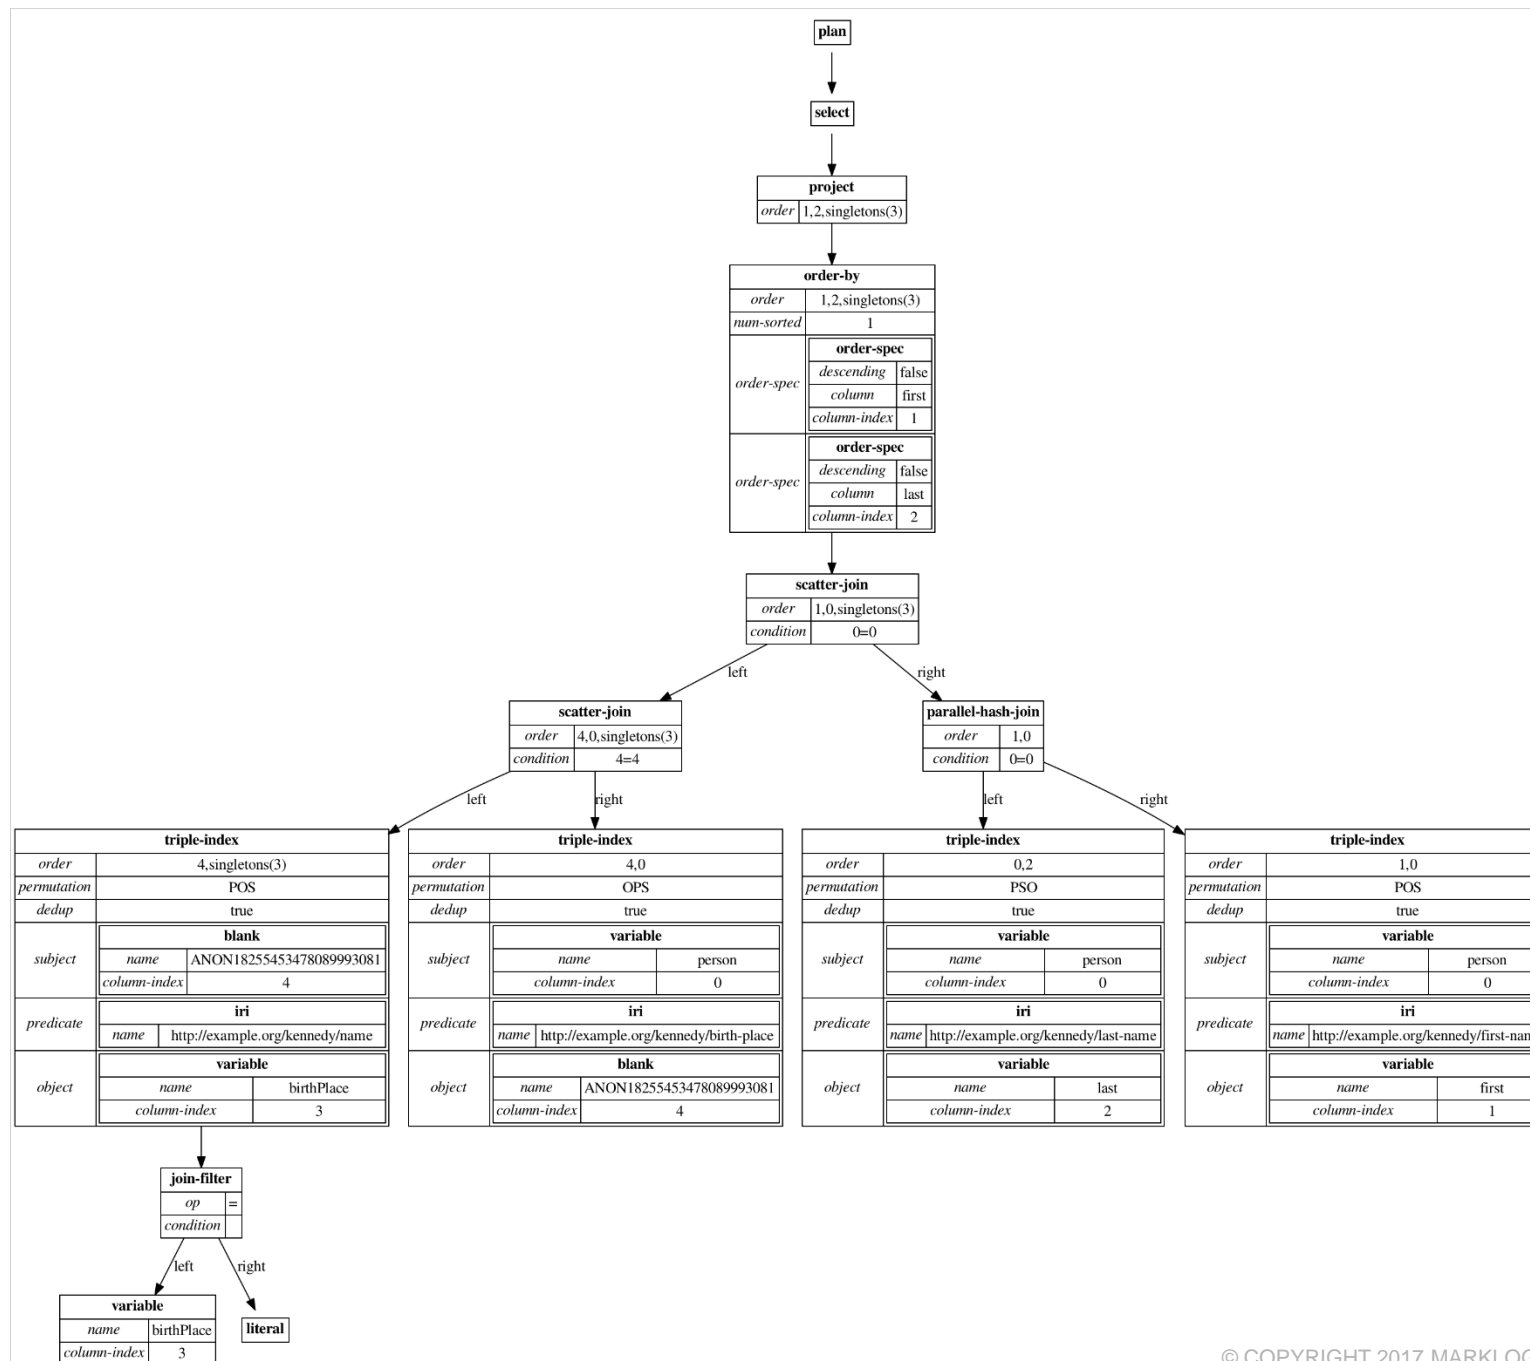 plan
select
project
order 1,2,singletons(3)
order-by
order 1,2,singletons(3)
num-sorted 1
order-spec
order-spec
descending false
column first
column-index 1
order-spec
order-spec
descending false
column last
column-index 2
scatter-join
order 1,0,singletons(3)
condition 0=0
left right
scatter-join
order 4,0,singletons(3)
condition 4=4
parallel-hash-join
order 1,0
condition 0=0
left right left right
triple-index
order 4,singletons(3)
permutation POS
dedup true
subject
blank
name ANON18255453478089993081
column-index 4
predicate
iri
name http://example.org/kennedy/name
object
variable
name birthPlace
column-index 3
triple-index
order 4,0
permutation OPS
dedup true
subject
variable
name person
column-index 0
predicate
iri
name http://example.org/kennedy/birth-place
object
blank
name ANON18255453478089993081
column-index 4
triple-index
order 0,2
permutation PSO
dedup true
subject
variable
name person
column-index 0
predicate
iri
name http://example.org/kennedy/last-name
object
variable
name last
column-index 2
triple-index
order 1,0
permutation POS
dedup true
subject
variable
name person
column-index 0
predicate
iri
name http://example.org/kennedy/first-nan
object
variable
name first
column-index 1
join-filter
op =
condition
left right
variable
name birthPlace
column-index 3
literal
© COPYRIGHT 2017 MARKLOG